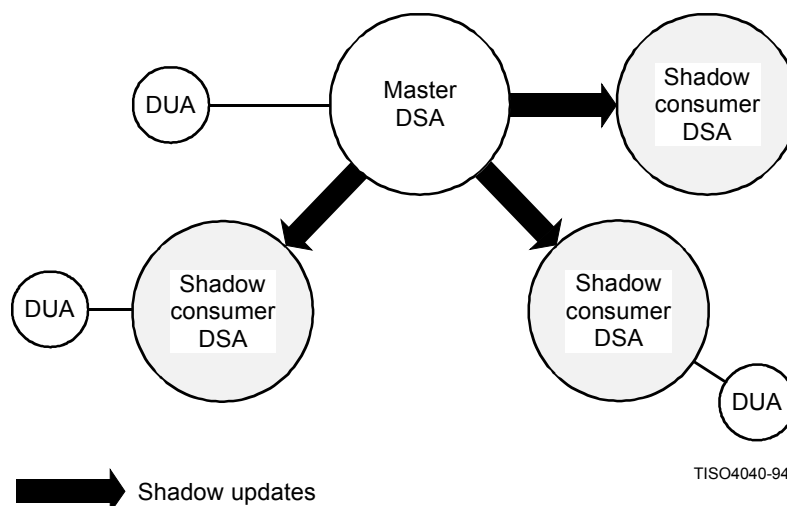 DUA
Master
DSA
Shadow
consumer
DSA
DUA
Shadow
consumer
DSA
Shadow
consumer
DSA
DUA
TISO4040-94
Shadow updates